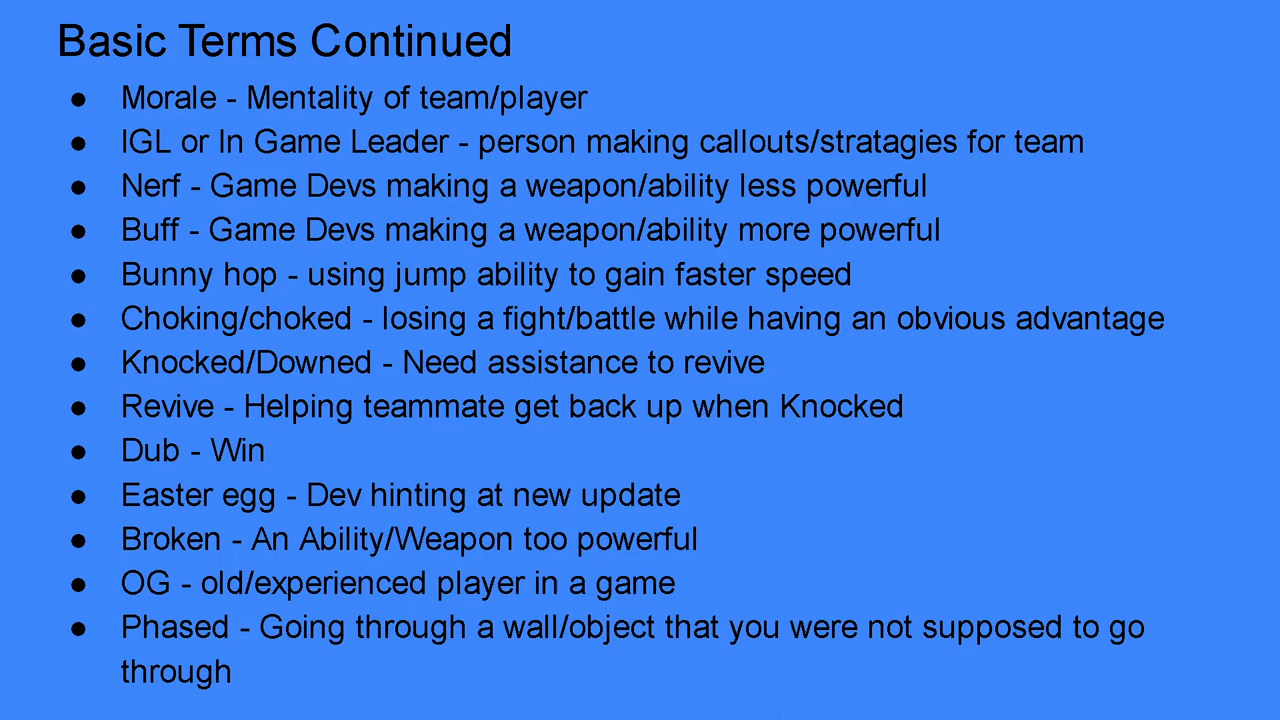 Basic Terms Continued
● Morale - Mentality of team/player
● IGL or In Game Leader - person making callouts/stratagies for team
● Nerf - Game Devs making a weapon/ability less powerful
● Buff - Game Devs making a weapon/ability more powerful
● Bunny hop - using jump ability to gain faster speed
● Choking/choked - losing a fight/battle while having an obvious advantage
● Knocked/Downed - Need assistance to revive
● Revive - Helping teammate get back up when Knocked
● Dub - Win
● Easter egg - Dev hinting at new update
● Broken - An Ability/Weapon too powerful
● OG - old/experienced player in a game
● Phased - Going through a wall/object that you were not supposed to go
through